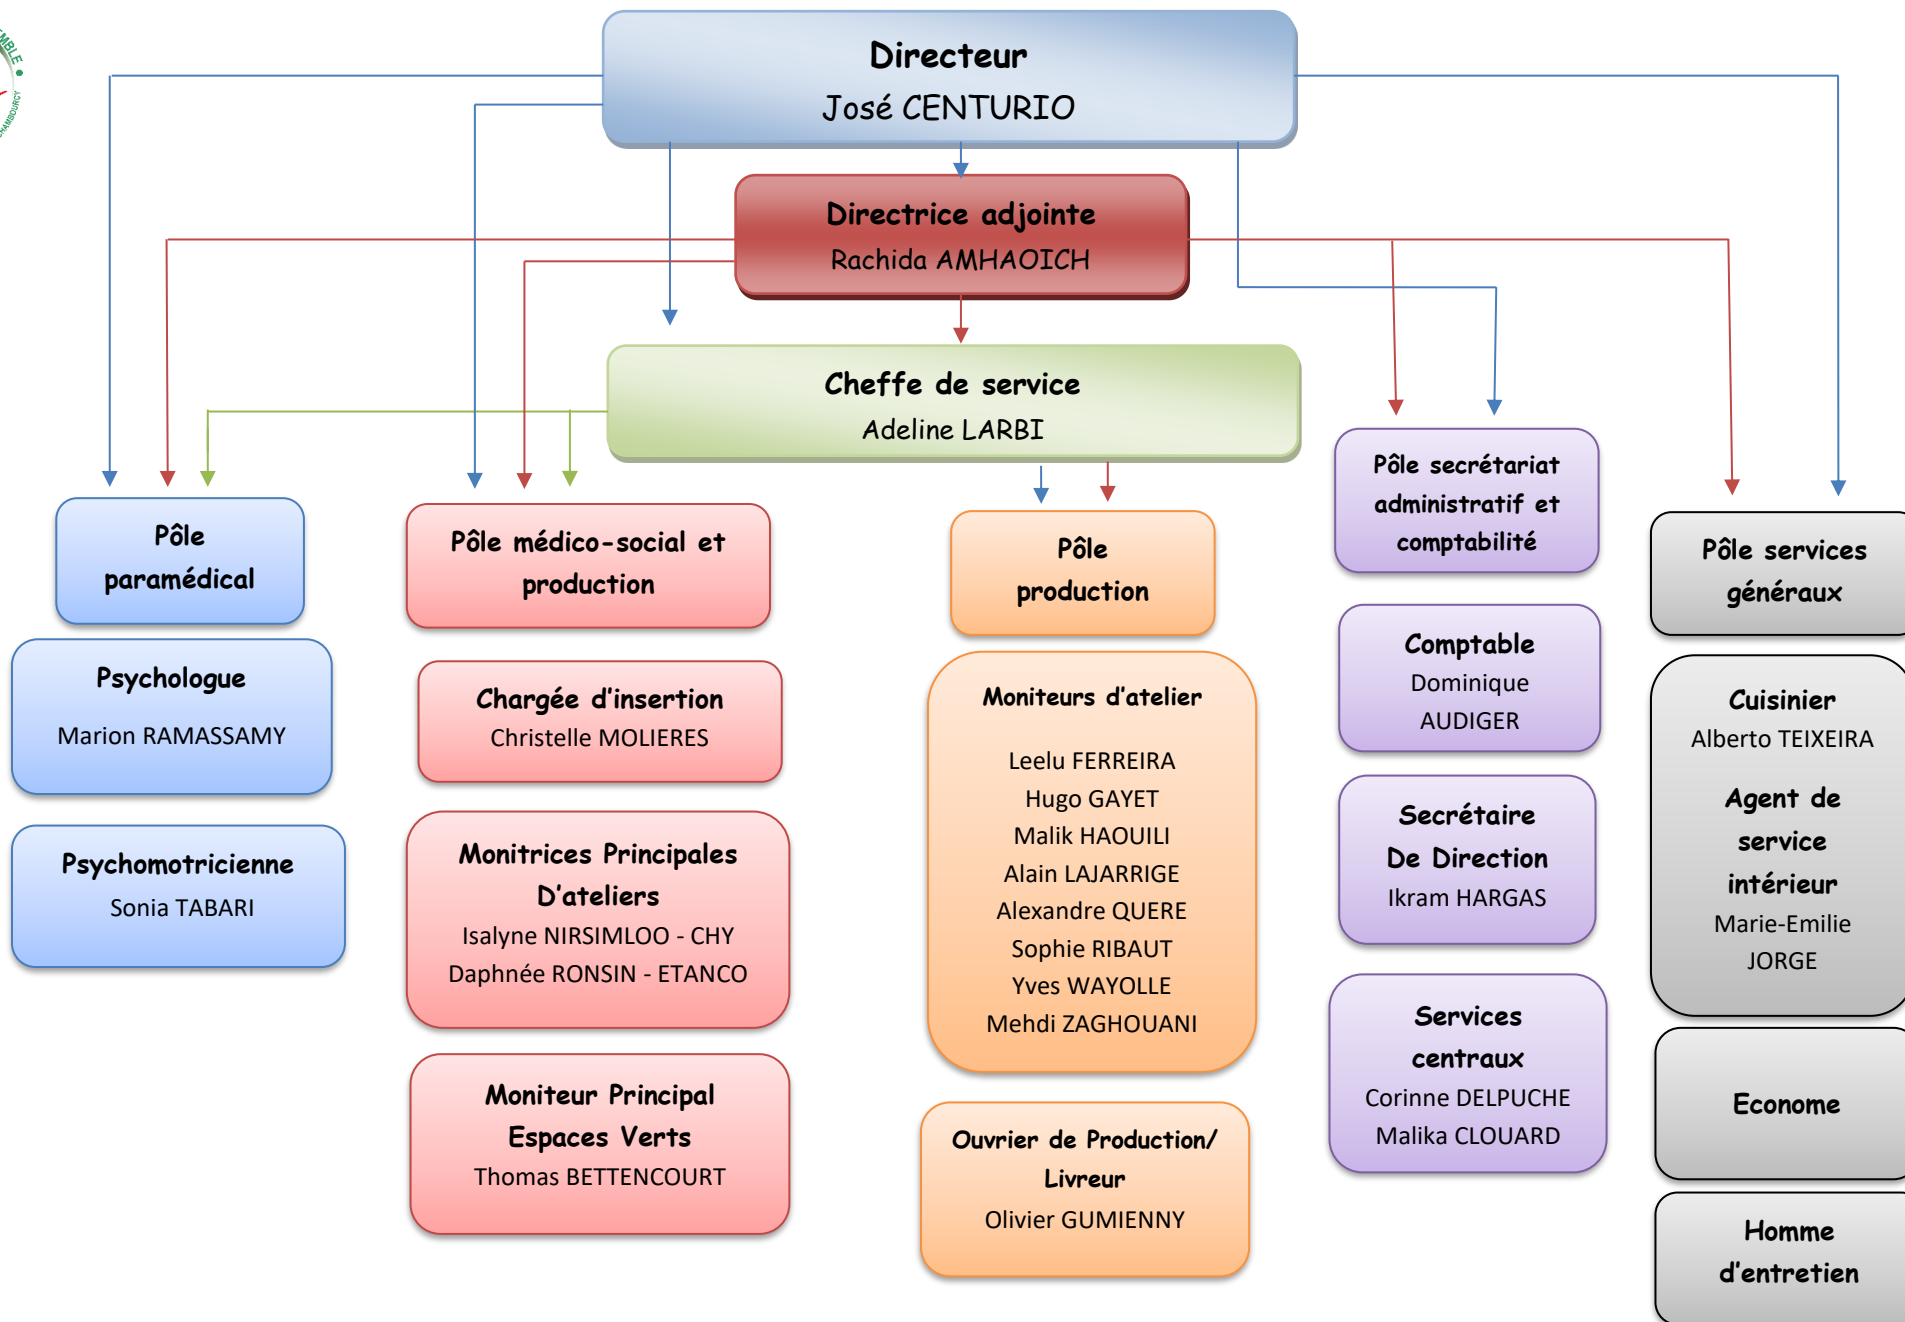 CHAMBOURCY
Directeur
José CENTURIO
Directrice adjointe
Rachida AMHAOICH
Cheffe de service
Adeline LARBI
Pôle
paramédical
Psychologue
Marion RAMASSAMY
Psychomotricienne
Sonia TABARI
Pôle médico-social et
production
Chargée d'insertion
Christelle MOLIERES
Monitrices Principales
D'ateliers
Isalyne NIRSIMLOO - CHY
Daphnée RONSIN - ETANCO
Moniteur Principal
Espaces Verts
Thomas BETTENCOURT
Pôle
production
Moniteurs d'atelier
Leelu FERREIRA
Hugo GAYET
Malik HAOUILI
Alain LAJARRIGE
Alexandre QUERE
Sophie RIBAUT
Yves WAYOLLE
Mehdi ZAGHOUANI
Ouvrier de Production/
Livreur
Olivier GUMIENNY
Pôle secrétariat
administratif et
comptabilité
Comptable
Dominique
AUDIGER
Secrétaire
De Direction
Ikram HARGAS
Services
centraux
Corinne DELPUCHE
Malika CLOUARD
Pôle services
généraux
Cuisinier
Alberto TEIXEIRA
Agent de
service
intérieur
Marie-Emilie
JORGE
Econome
Homme
d'entretien